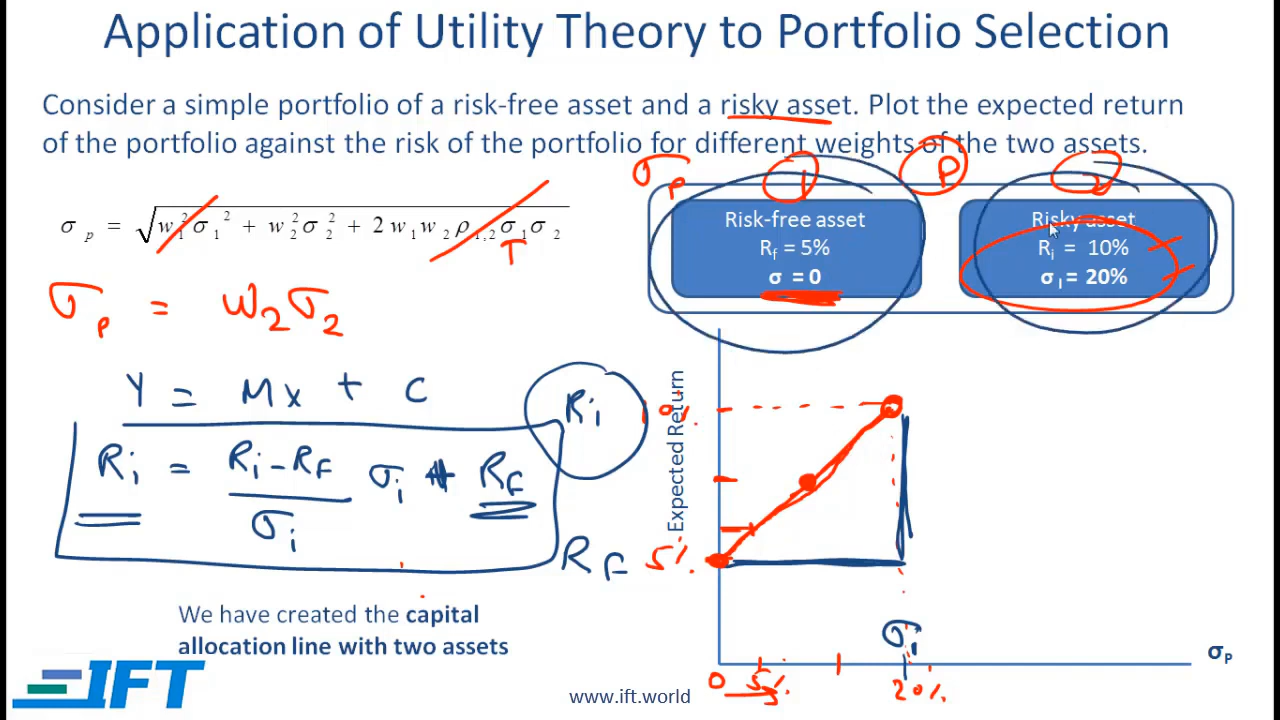 Application of Utility Theory to Portfolio Selection
Consider a simple portfolio of a risk-free asset and a risky asset. Plot the expected return
of the portfolio against the risk of the portfolio for different weights of the two assets.
σp 1 P 2
σ p = √w₁²σ₁² + w₂²σ₂² + 2w₁w₂ρ₁,₂σ₁σ₂
Risk-free asset
Rf = 5%
σ = 0
Risky asset
Ri = 10%
σI = 20%
σp = w2σ2
Y = Mx + C
Ri = Ri - RF / σi σi + RF
Ri
RF
5%
Expected Return
σi
σP
0 5% 20%
We have created the capital
allocation line with two assets
IFT
www.ift.world